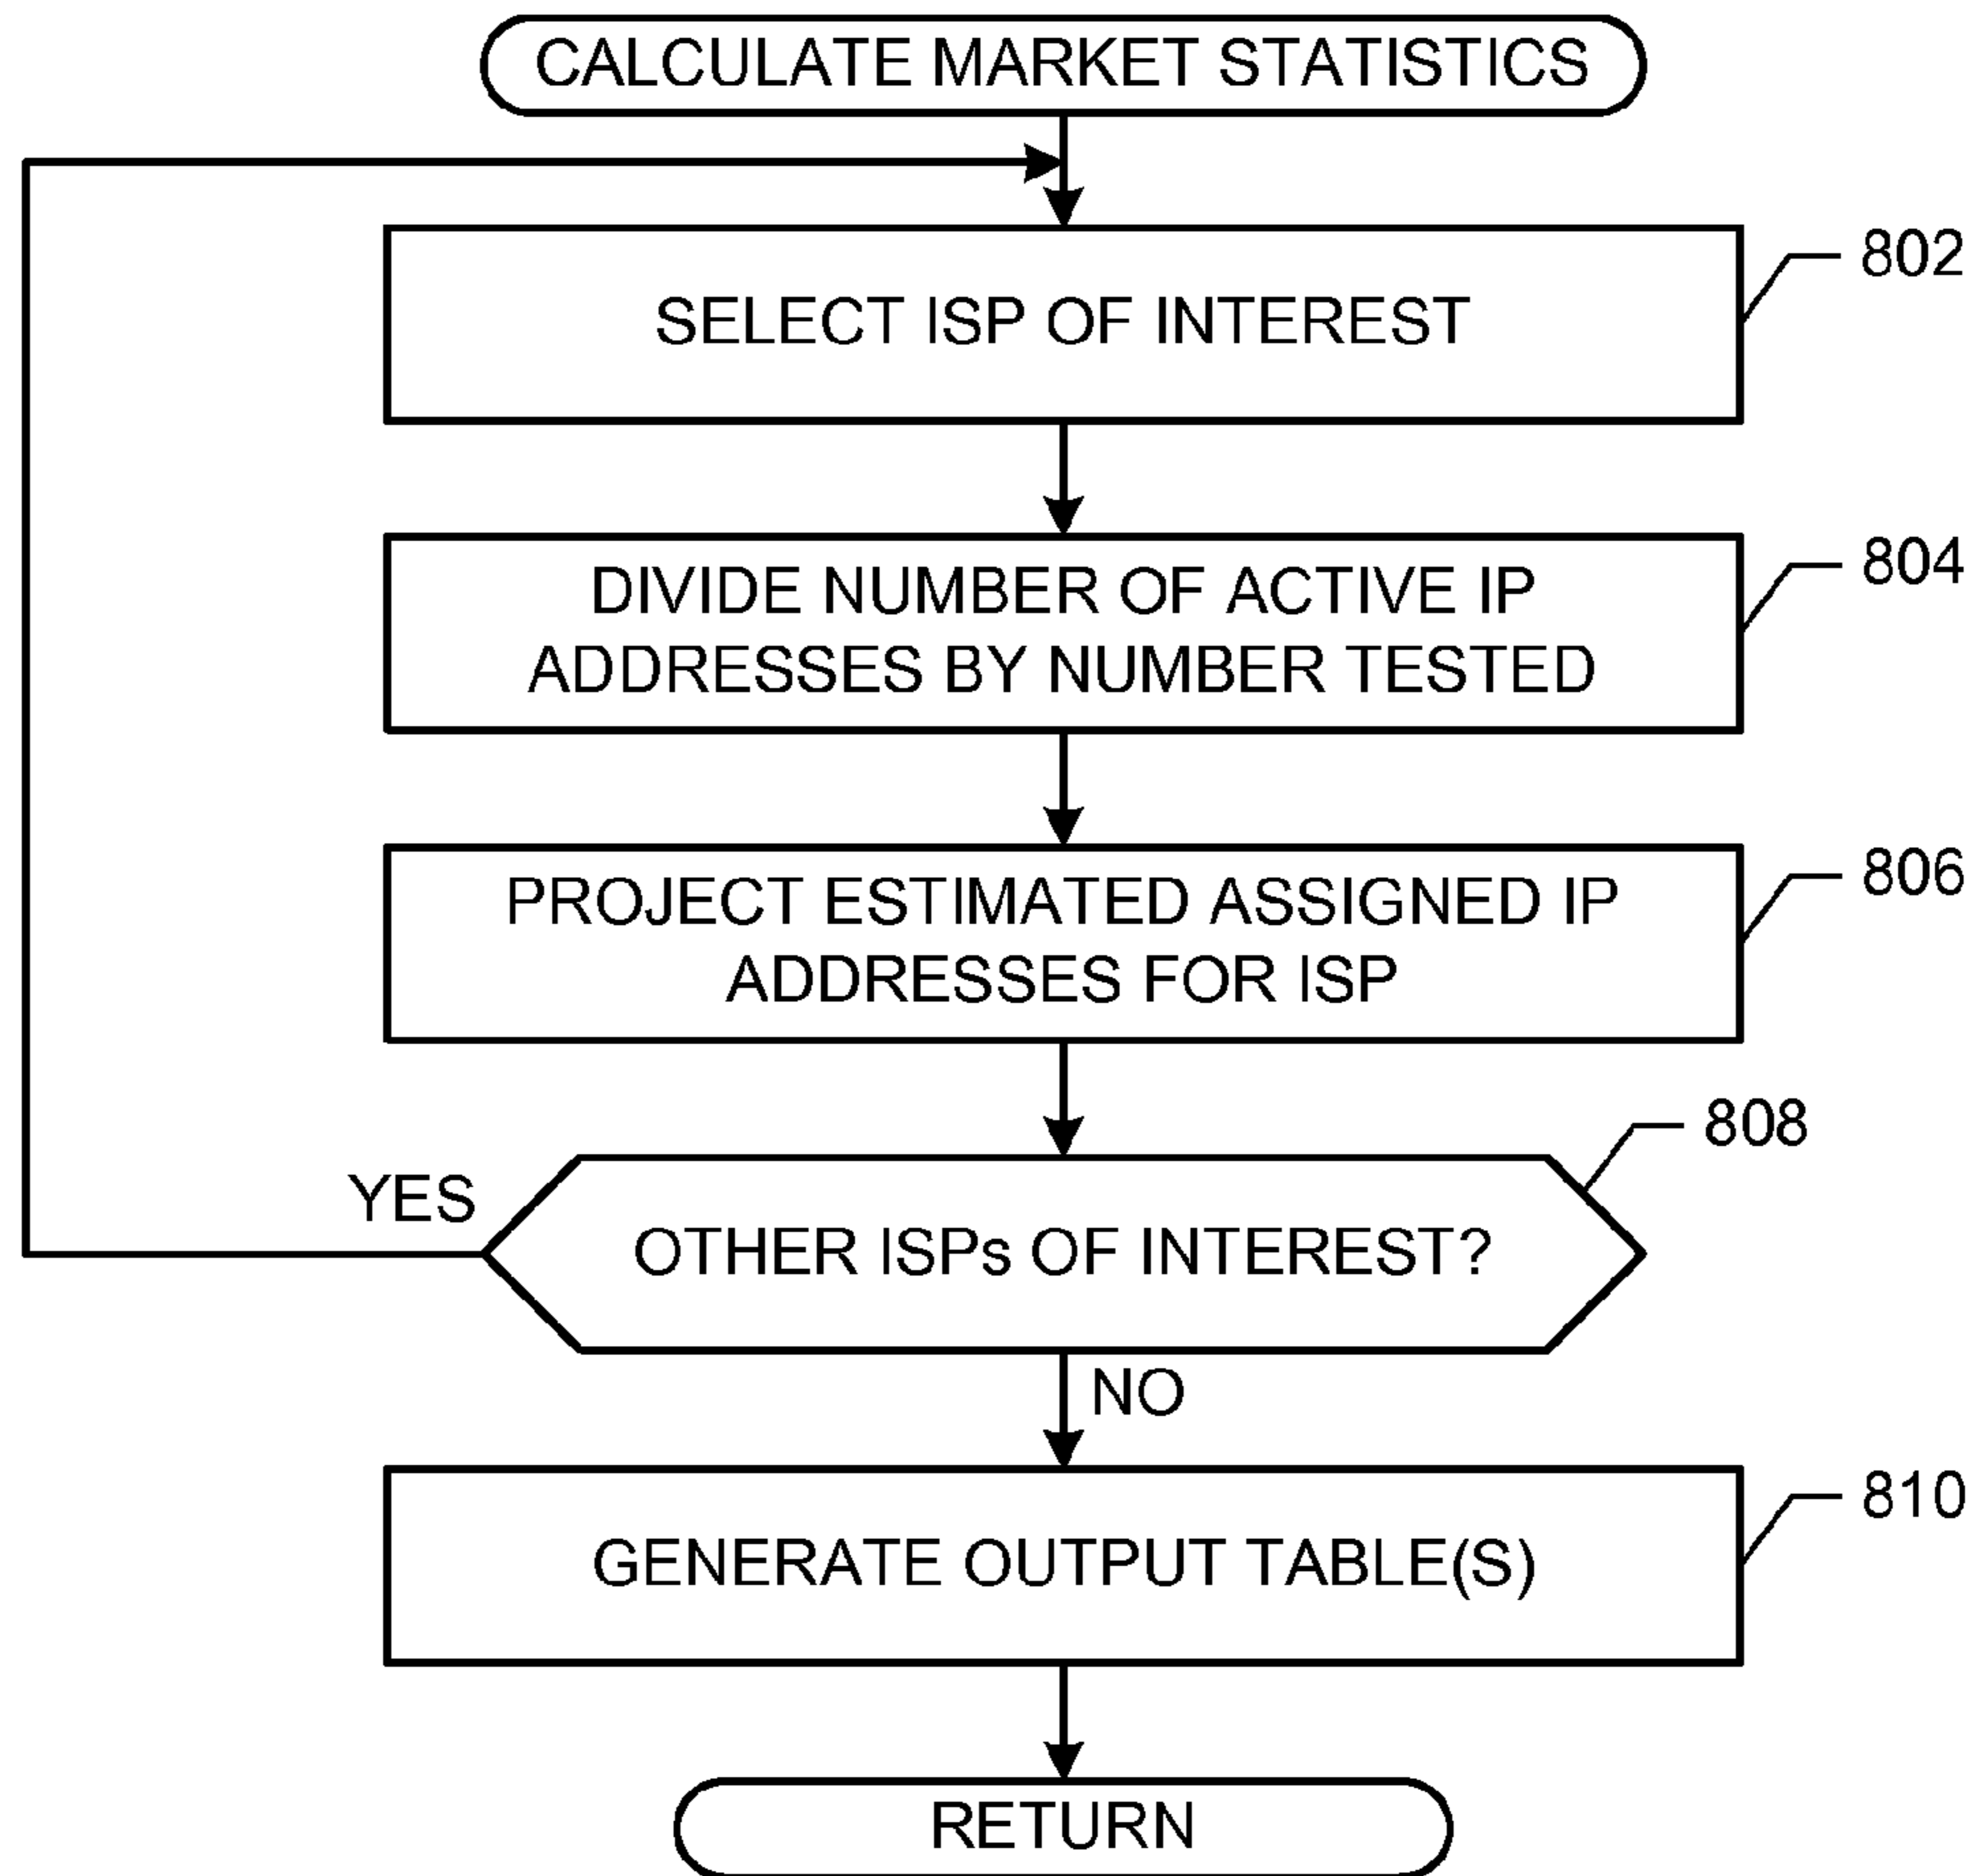 CALCULATE MARKET STATISTICS
802
SELECT ISP OF INTEREST
804
DIVIDE NUMBER OF ACTIVE IP
ADDRESSES BY NUMBER TESTED
806
PROJECT ESTIMATED ASSIGNED IP
ADDRESSES FOR ISP
808
YES
OTHER ISPs OF INTEREST?
NO
810
GENERATE OUTPUT TABLE(S)
RETURN